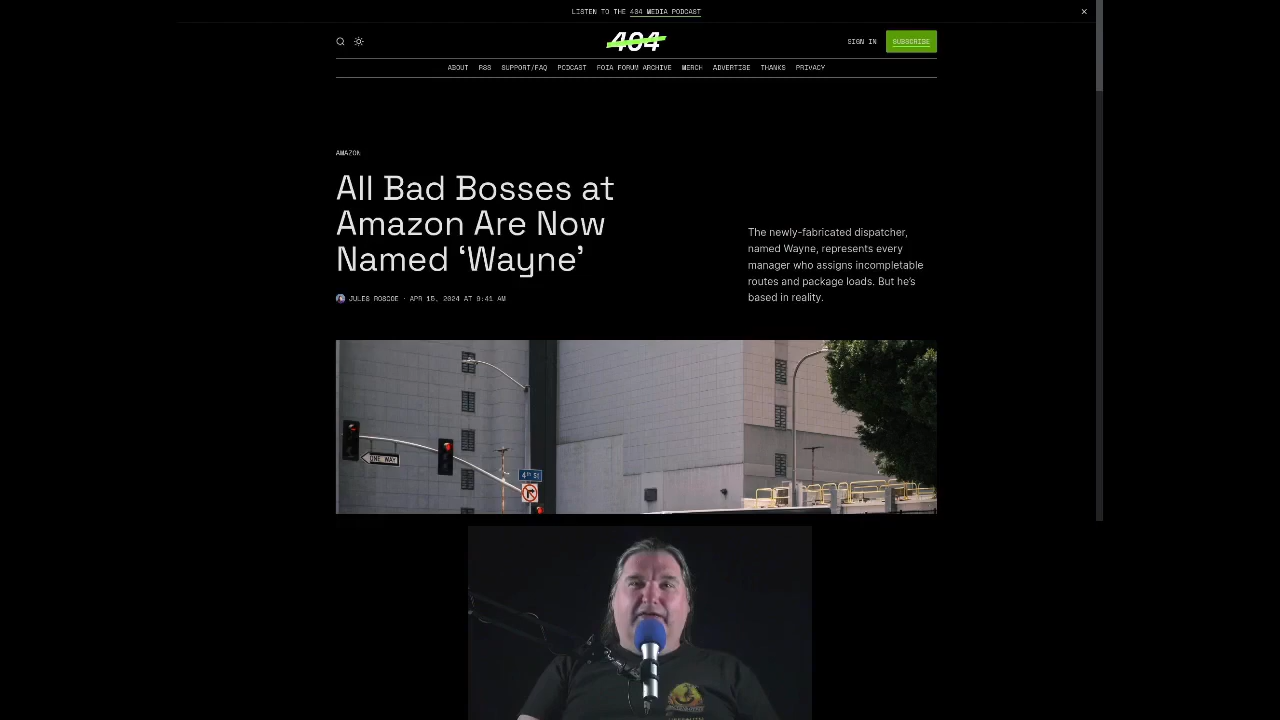 LISTEN TO THE 404 MEDIA PODCAST
404
SIGN IN
SUBSCRIBE
ABOUT RSS SUPPORT/FAQ PODCAST FOIA FORUM ARCHIVE MERCH ADVERTISE THANKS PRIVACY
AMAZON
All Bad Bosses at
Amazon Are Now
Named ‘Wayne’
The newly-fabricated dispatcher,
named Wayne, represents every
manager who assigns incompletable
routes and package loads. But he’s
based in reality.
JULES ROSCOE · APR 15, 2024 AT 9:41 AM
ONE WAY
4th St